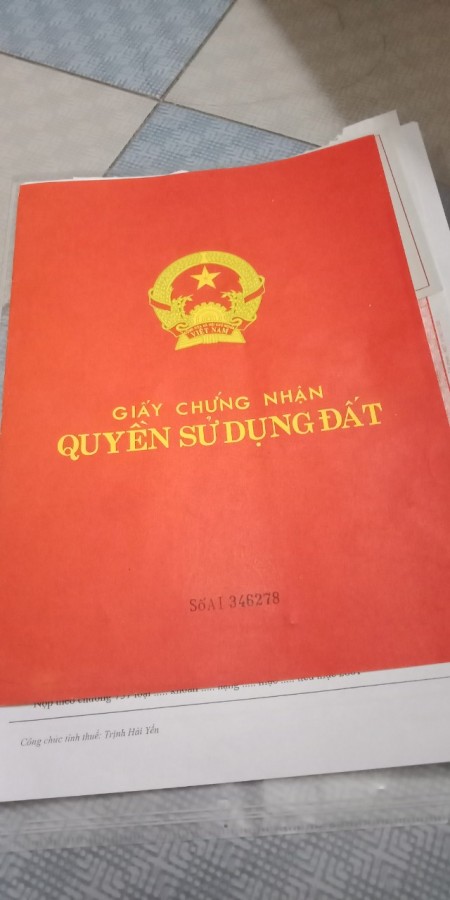 VIỆT NAM
GIẤY CHỨNG NHẬN
QUYỀN SỬ DỤNG ĐẤT
Số AI 346278
Công chức tính thuế: Trịnh Hải Yến